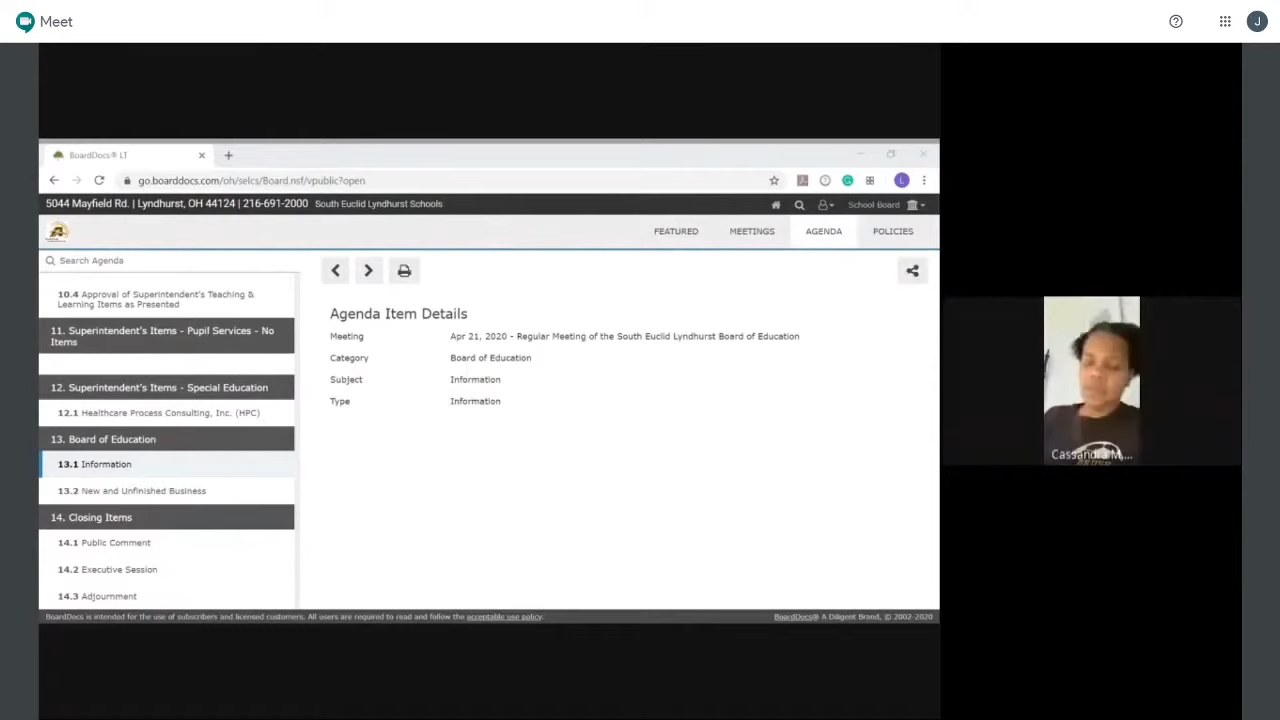 Meet
J
BoardDocs® LT
go.boarddocs.com/oh/selcs/Board.nsf/vpublic?open
L
5044 Mayfield Rd. | Lyndhurst, OH 44124 | 216-691-2000 South Euclid Lyndhurst Schools
School Board
FEATURED MEETINGS AGENDA POLICIES
Search Agenda
10.4 Approval of Superintendent's Teaching &
Learning Items as Presented
11. Superintendent's Items - Pupil Services - No
Items
12. Superintendent's Items - Special Education
12.1 Healthcare Process Consulting, Inc. (HPC)
13. Board of Education
13.1 Information
13.2 New and Unfinished Business
14. Closing Items
14.1 Public Comment
14.2 Executive Session
14.3 Adjournment
Agenda Item Details
Meeting Apr 21, 2020 - Regular Meeting of the South Euclid Lyndhurst Board of Education
Category Board of Education
Subject Information
Type Information
BoardDocs is intended for the use of subscribers and licensed customers. All users are required to read and follow the acceptable use policy.
BoardDocs® A Diligent Brand, © 2002-2020
Cassandra M,...